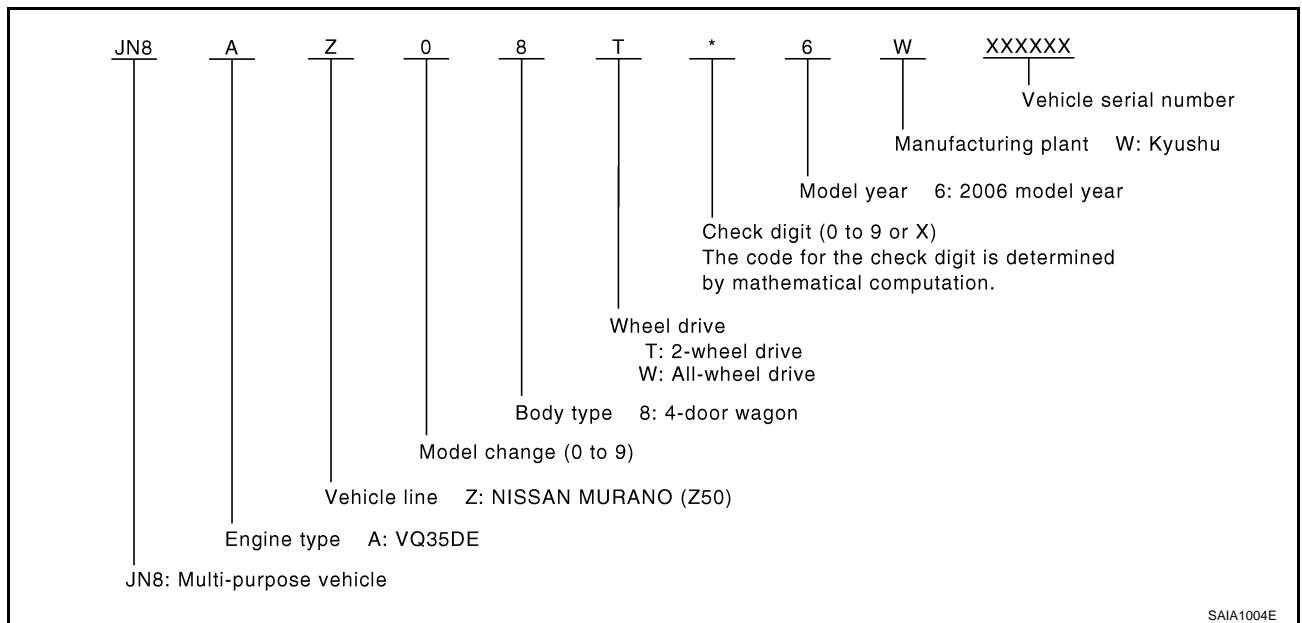 JN8 A Z 0 8 T * 6 W XXXXXX
Vehicle serial number
Manufacturing plant W: Kyushu
Model year 6: 2006 model year
Check digit (0 to 9 or X)
The code for the check digit is determined
by mathematical computation.
Wheel drive
T: 2-wheel drive
W: All-wheel drive
Body type 8: 4-door wagon
Model change (0 to 9)
Vehicle line Z: NISSAN MURANO (Z50)
Engine type A: VQ35DE
JN8: Multi-purpose vehicle
SAIA1004E